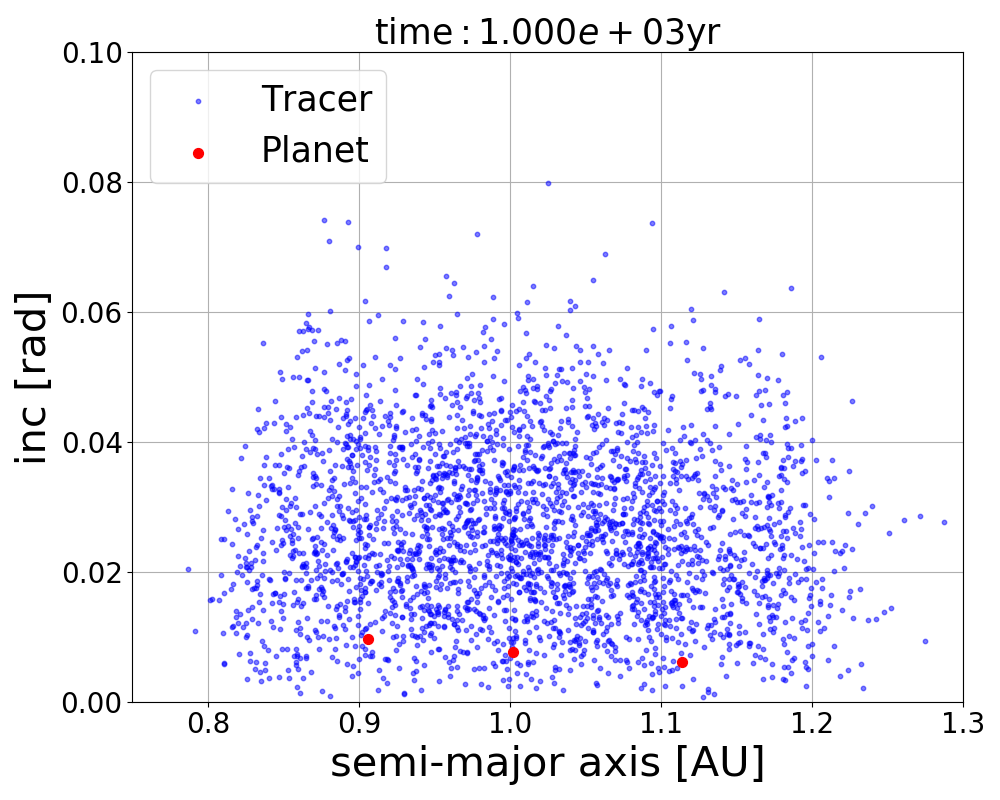 time : 1.000e + 03yr
0.10
Tracer
Planet
0.08
0.06
0.04
0.02
0.00
inc [rad]
0.8 0.9 1.0 1.1 1.2 1.3
semi-major axis [AU]